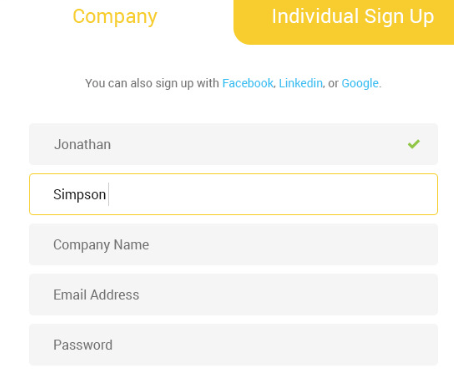 Company Individual Sign Up
You can also sign up with Facebook, Linkedin, or Google.
Jonathan
Simpson
Company Name
Email Address
Password